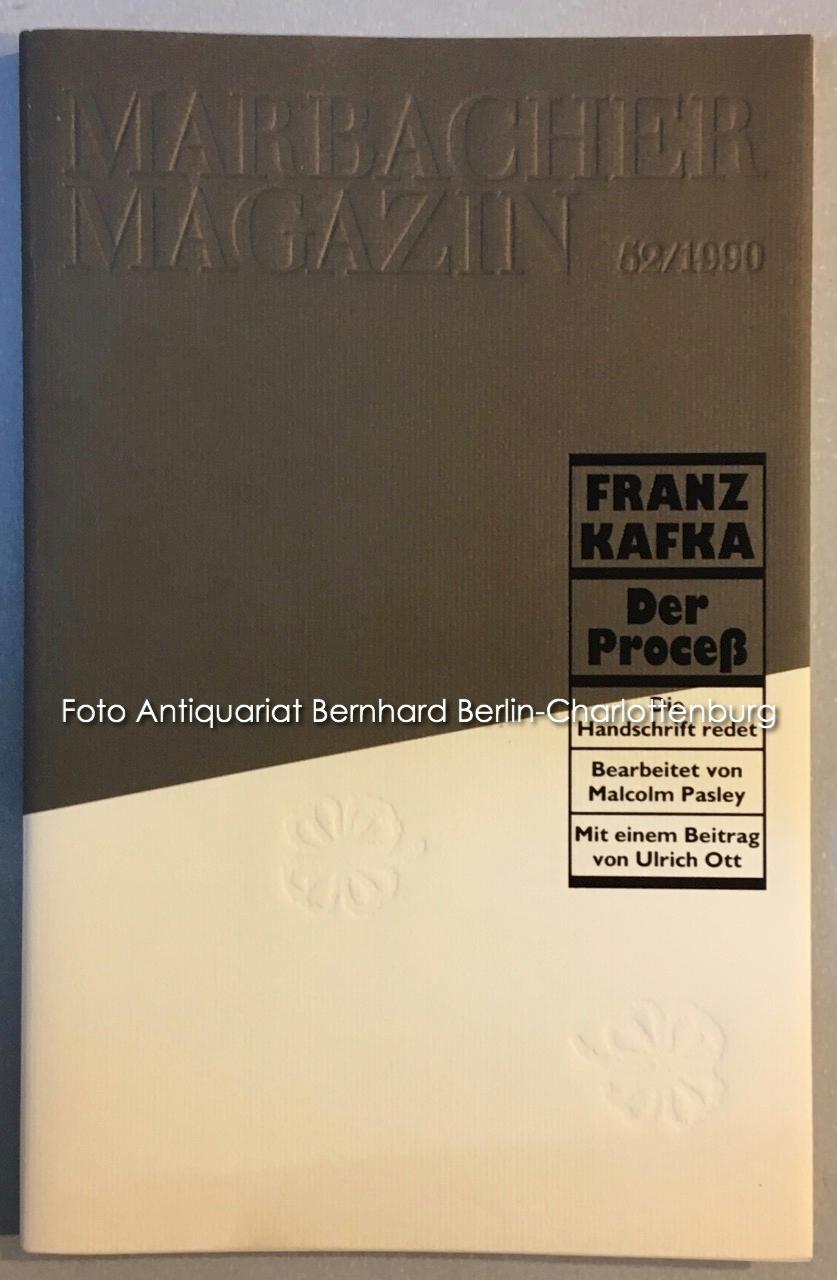 MARBACHER
MAGAZIN 52/1990
FRANZ
KAFKA
Der
Proceß
Foto Antiquariat Bernhard Berlin-Charlottenburg
Die
Handschrift redet
Bearbeitet von
Malcolm Pasley
Mit einem Beitrag
von Ulrich Ott